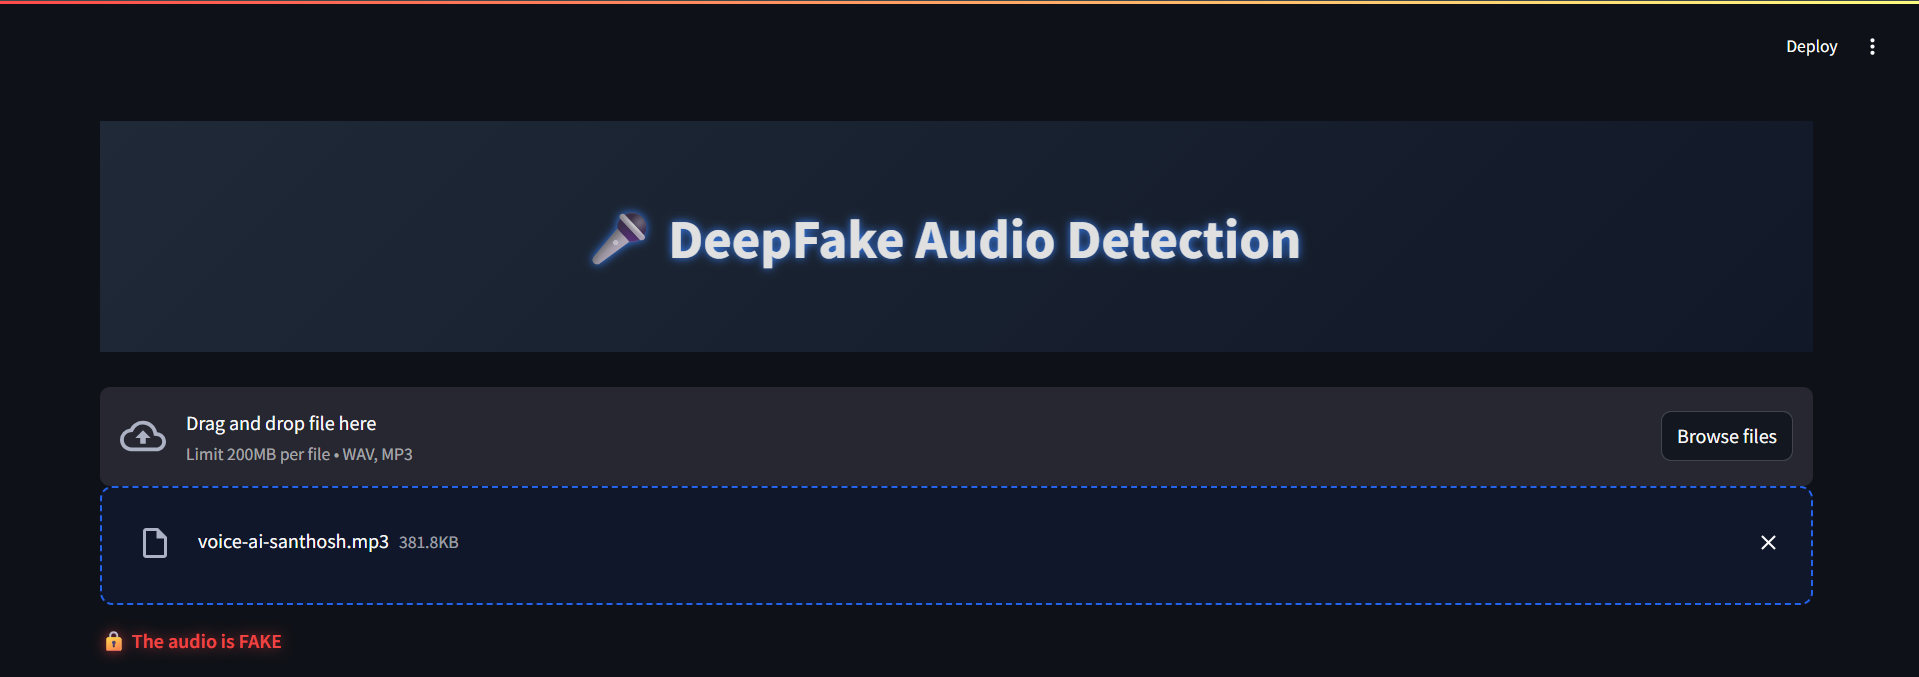 Deploy
🎤 DeepFake Audio Detection
Drag and drop file here
Limit 200MB per file • WAV, MP3
Browse files
voice-ai-santhosh.mp3 381.8KB
🔒 The audio is FAKE